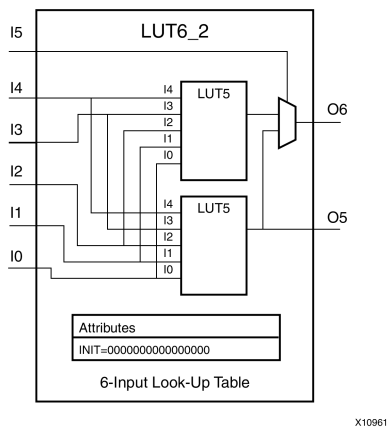 LUT6_2
I5
I4
I3
I2
I1
I0
I4
I3
I2
I1
I0
LUT5
O6
I4
I3
I2
I1
I0
LUT5
O5
Attributes
INIT=0000000000000000
6-Input Look-Up Table
X10961